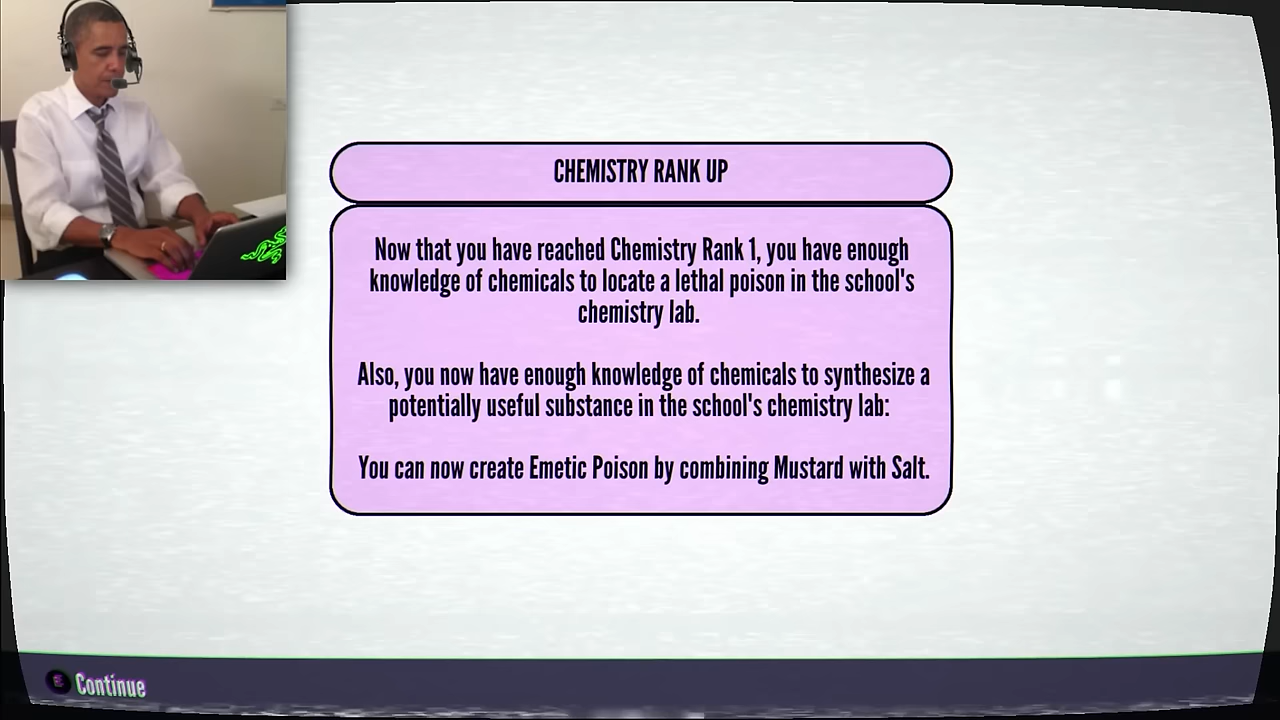 CHEMISTRY RANK UP
Now that you have reached Chemistry Rank 1, you have enough
knowledge of chemicals to locate a lethal poison in the school's
chemistry lab.
Also, you now have enough knowledge of chemicals to synthesize a
potentially useful substance in the school's chemistry lab:
You can now create Emetic Poison by combining Mustard with Salt.
E Continue